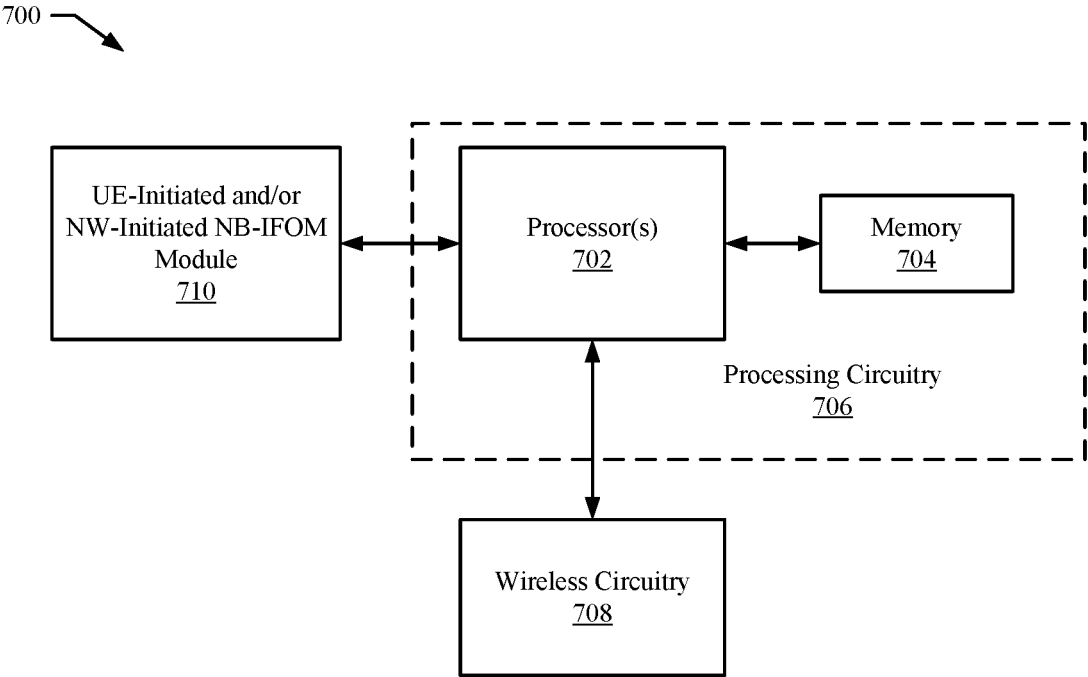 700
UE-Initiated and/or
NW-Initiated NB-IFOM
Module
710
Processor(s)
702
Memory
704
Processing Circuitry
706
Wireless Circuitry
708